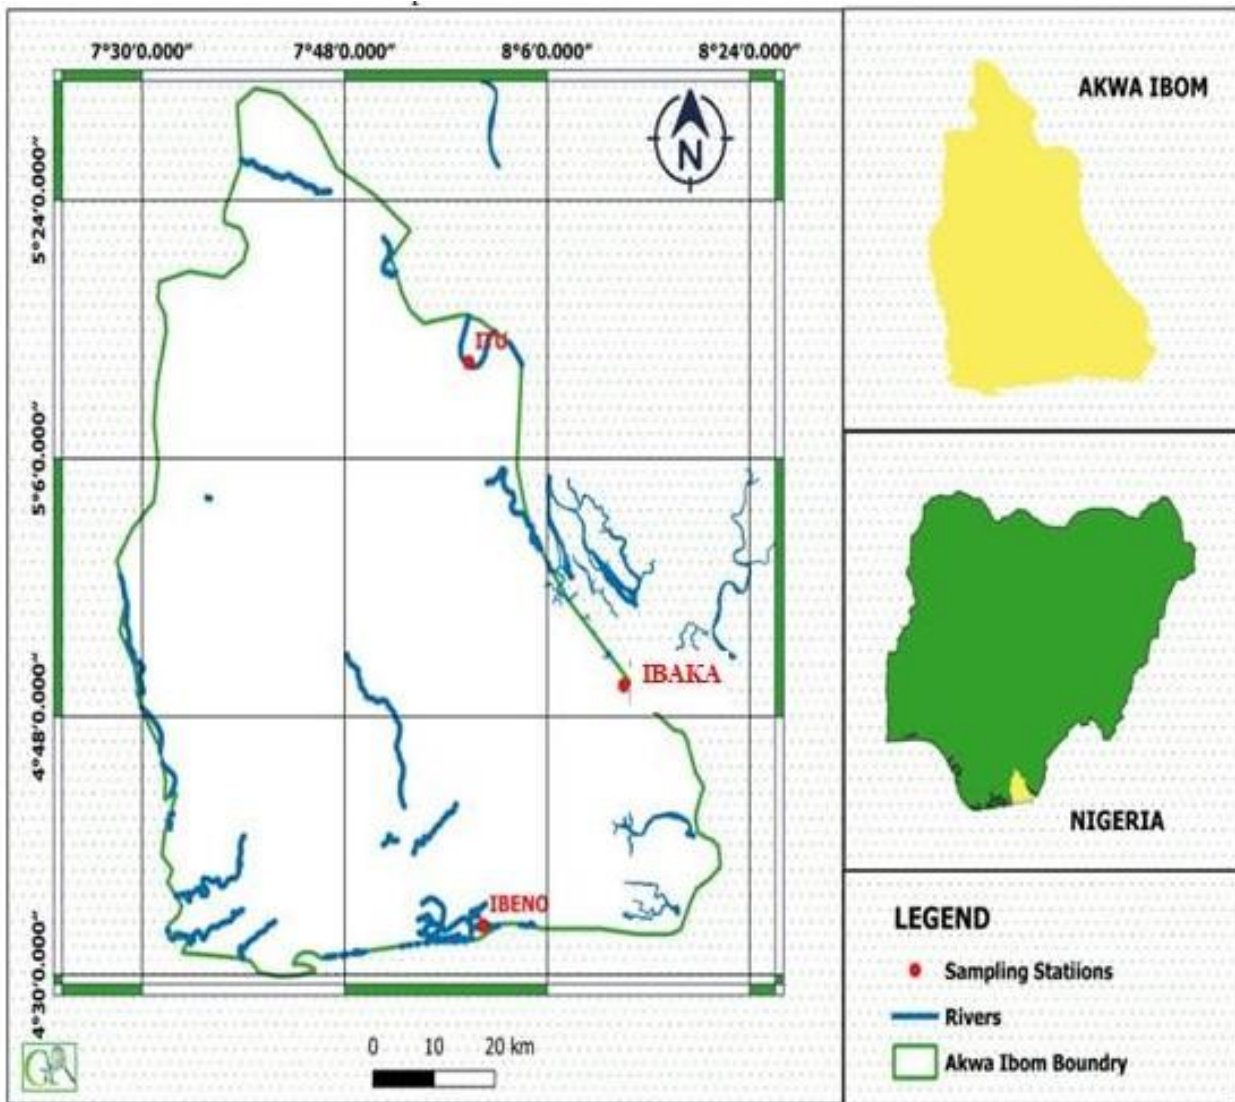 7°30'0.000" 7°48'0.000" 8°6'0.000" 8°24'0.000"
5°24'0.000"
5°6'0.000"
4°48'0.000"
4°30'0.000"
N
ITU
IBAKA
IBENO
0 10 20 km
AKWA IBOM
NIGERIA
LEGEND
Sampling Statiions
Rivers
Akwa Ibom Boundry